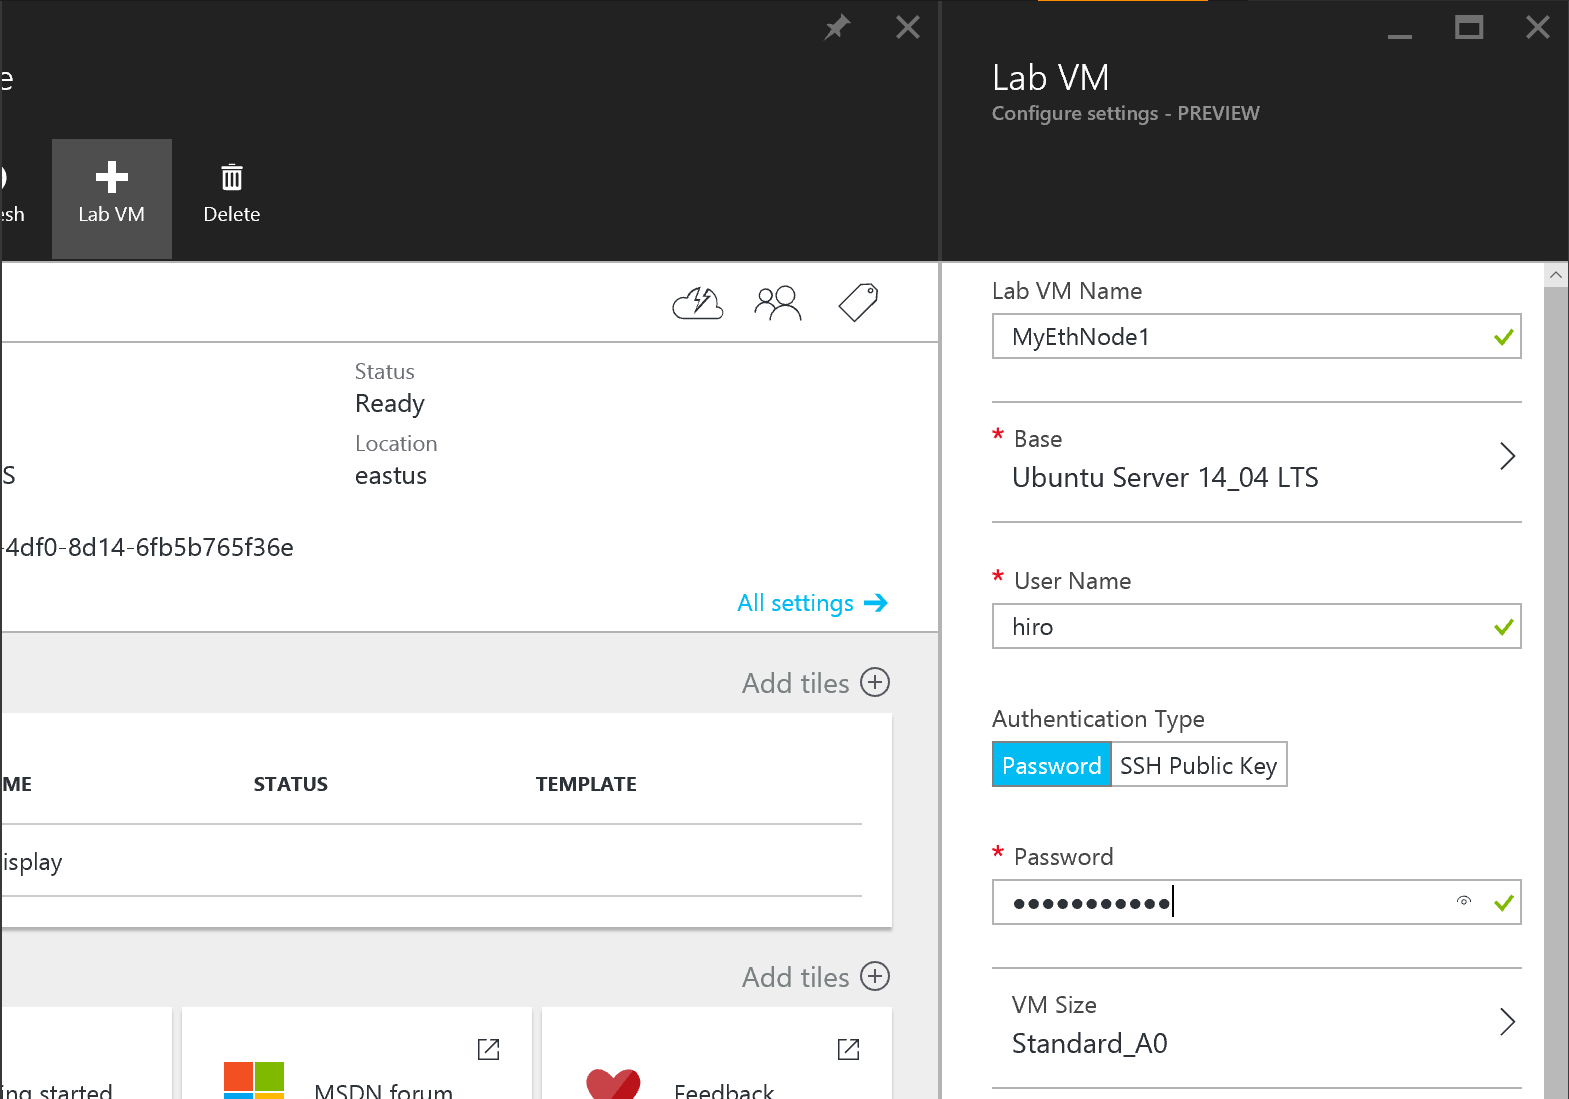 e
esh
Lab VM
Delete
Status
Ready
Location
S
eastus
-4df0-8d14-6fb5b765f36e
All settings
Add tiles
ME STATUS TEMPLATE
isplay
Add tiles
ing started
MSDN forum
Feedback
Lab VM
Configure settings - PREVIEW
Lab VM Name
MyEthNode1
* Base
Ubuntu Server 14_04 LTS
* User Name
hiro
Authentication Type
Password SSH Public Key
* Password
•••••••••••
VM Size
Standard_A0